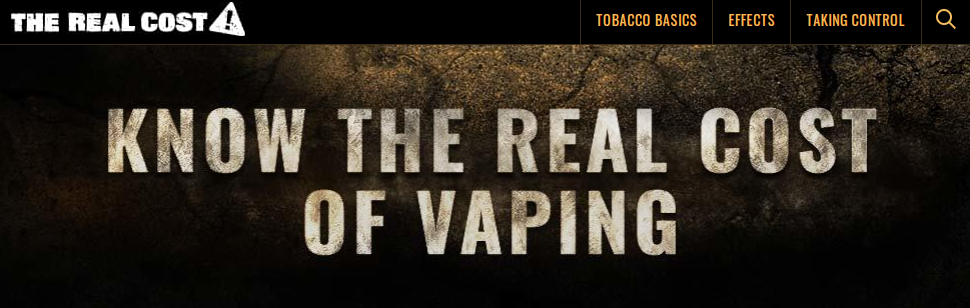 THE REAL COST
TOBACCO BASICS
EFFECTS
TAKING CONTROL
KNOW THE REAL COST
OF VAPING